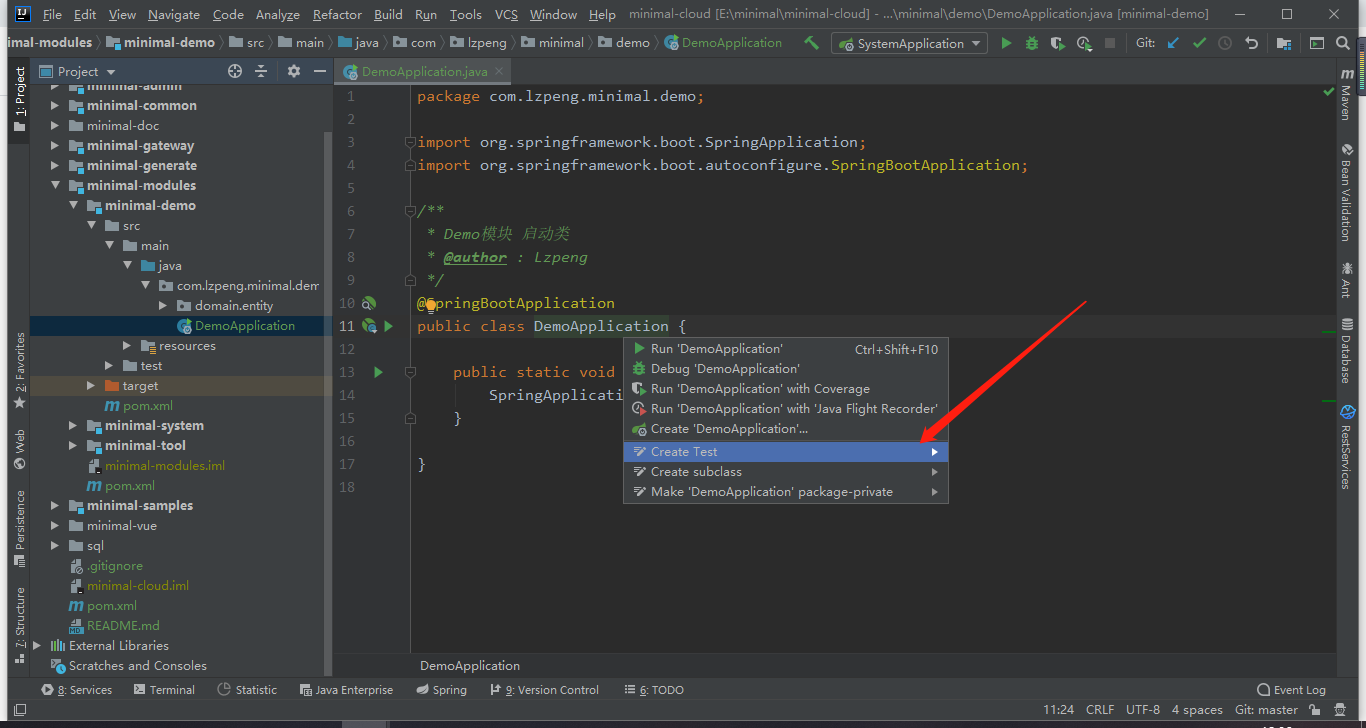 File Edit View Navigate Code Analyze Refactor Build Run Tools VCS Window Help minimal-cloud [E:\minimal\minimal-cloud] - ...\minimal\demo\DemoApplication.java [minimal-demo]
imal-modules minimal-demo src main java com lzpeng minimal demo DemoApplication SystemApplication Git:
1: Project
2: Favorites
Web
Persistence
7: Structure
Project
minimal-admin
minimal-common
minimal-doc
minimal-gateway
minimal-generate
minimal-modules
minimal-demo
src
main
java
com.lzpeng.minimal.dem
domain.entity
DemoApplication
resources
test
target
pom.xml
minimal-system
minimal-tool
minimal-modules.iml
pom.xml
minimal-samples
minimal-vue
sql
.gitignore
minimal-cloud.iml
pom.xml
README.md
External Libraries
Scratches and Consoles
DemoApplication.java
1 package com.lzpeng.minimal.demo;
2
3 import org.springframework.boot.SpringApplication;
4 import org.springframework.boot.autoconfigure.SpringBootApplication;
5
6 /**
7 * Demo模块 启动类
8 * @author : Lzpeng
9 */
10 @SpringBootApplication
11 public class DemoApplication {
12
13 public static void
14 SpringApplicati
15 }
16
17 }
18
Run 'DemoApplication' Ctrl+Shift+F10
Debug 'DemoApplication'
Run 'DemoApplication' with Coverage
Run 'DemoApplication' with 'Java Flight Recorder'
Create 'DemoApplication'...
Create Test
Create subclass
Make 'DemoApplication' package-private
DemoApplication
Maven
Bean Validation
Ant
Database
RestServices
8: Services Terminal Statistic Java Enterprise Spring 9: Version Control 6: TODO Event Log
11:24 CRLF UTF-8 4 spaces Git: master